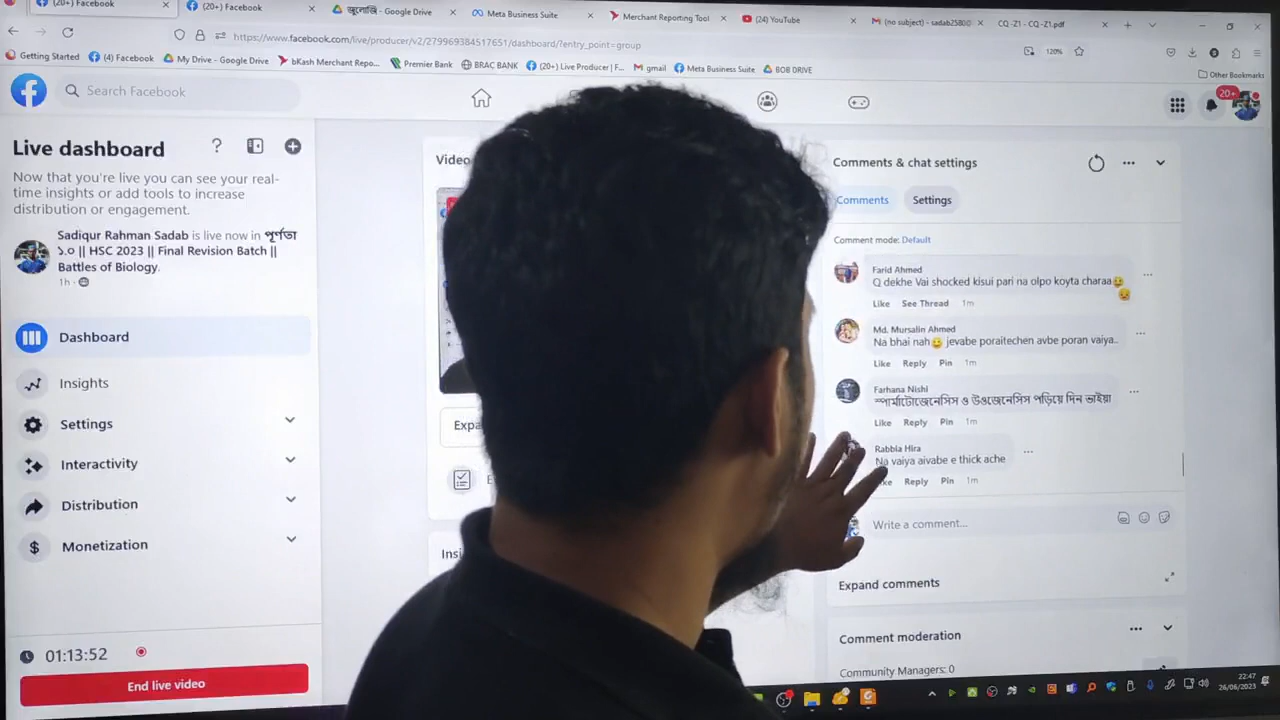 (20+) Facebook
(20+) Facebook
জুনোজি - Google Drive
Meta Business Suite
Merchant Reporting Tool
(24) YouTube
(no subject) - sadab25800
CQ -Z1 - CQ -Z1.pdf
https://www.facebook.com/live/producer/v2/279969384517651/dashboard/?entry_point=group
120%
Getting Started
(4) Facebook
My Drive - Google Drive
bKash Merchant Repo...
Premier Bank
BRAC BANK
(20+) Live Producer | F...
gmail
Meta Business Suite
BOB DRIVE
Other Bookmarks
Search Facebook
20+
Live dashboard
Now that you're live you can see your real-
time insights or add tools to increase
distribution or engagement.
Sadiqur Rahman Sadab is live now in পূর্ণতা
১.০ || HSC 2023 || Final Revision Batch ||
Battles of Biology.
1h
Dashboard
Insights
Settings
Interactivity
Distribution
Monetization
01:13:52
End live video
Video
Expa
Insi
Comments & chat settings
Comments
Settings
Comment mode: Default
Farid Ahmed
Q dekhe Vai shocked kisui pari na olpo koyta charaa
Like See Thread 1m
Md. Mursalin Ahmed
Na bhai nah jevabe poraitechen avbe poran vaiya..
Like Reply Pin 1m
Farhana Nishi
স্পার্মাটোজেনেসিস ও উওজেনেসিস পড়িয়ে দিন ভাইয়া
Like Reply Pin 1m
Rabbia Hira
Na vaiya aivabe e thick ache
Reply Pin 1m
Write a comment...
Expand comments
Comment moderation
Community Managers: 0
22:47
26/06/2023